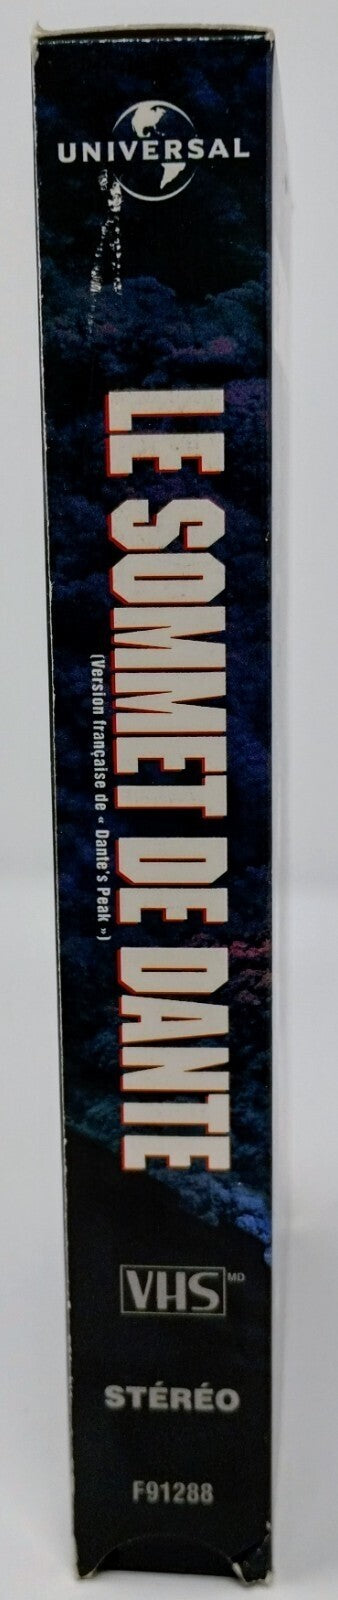 UNIVERSAL
LE SOMMET DE DANTE
(Version française de « Dante's Peak »)
VHS MD
STÉRÉO
F91288